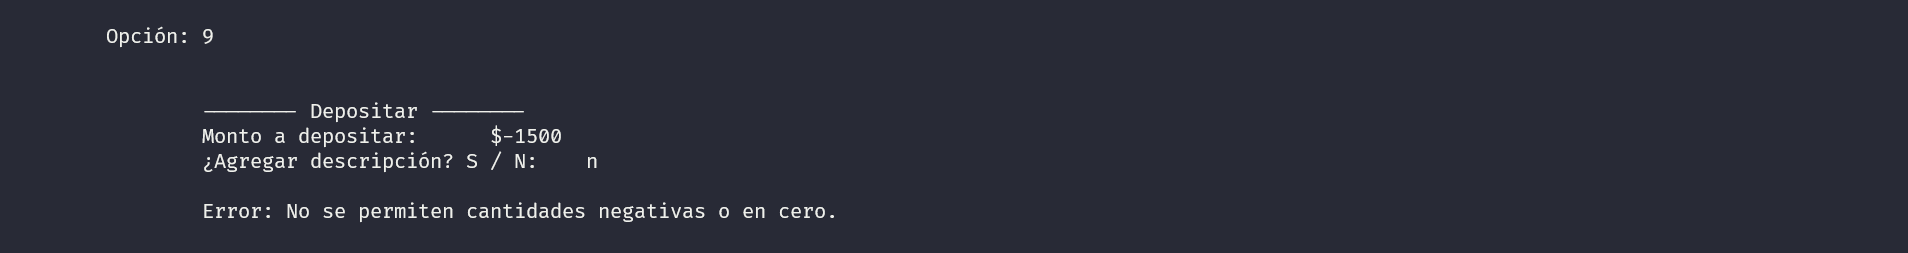 Opción: 9
———————— Depositar ————————
Monto a depositar: $-1500
¿Agregar descripción? S / N: n
Error: No se permiten cantidades negativas o en cero.